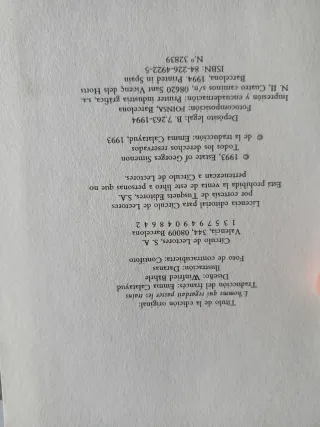 Título de la edición original:
L'homme qui regardait passer les trains
Traducción del francés: Emma Calatayud
Diseño: Winfried Bährle
Ilustración: Daranas
Foto de contracubierta: Contifoto
Círculo de Lectores, S. A.
Valencia, 344, 08009 Barcelona
1 3 5 7 9 4 9 0 4 8 6 4 2
Licencia editorial para Círculo de Lectores
por cortesía de Tusquets Editores, S.A.
Está prohibida la venta de este libro a personas que no
pertenezcan a Círculo de Lectores.
© 1993, Estate of Georges Simenon
Todos los derechos reservados
© de la traducción: Emma Calatayud, 1993
Depósito legal: B. 7.263-1994
Fotocomposición: FOINSA, Barcelona
Impresión y encuadernación: Printer industria gráfica, s.a.
N. II, Cuatro caminos s/n, 08620 Sant Vicenç dels Horts
Barcelona, 1994. Printed in Spain
ISBN: 84-226-4922-5
N.º 32839